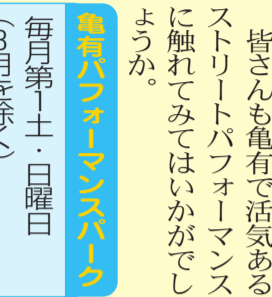 皆さんも亀有で活気ある
ストリートパフォーマンス
に触れてみてはいかがでし
ょうか。
亀有パフォーマンスパーク
毎月第1土・日曜日
（8月を除く）